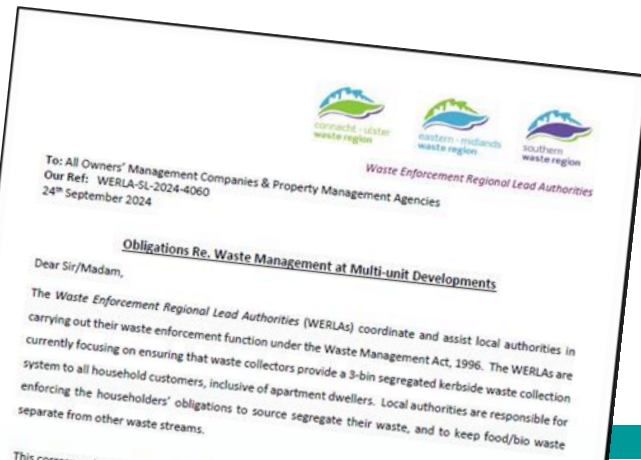 connacht - ulster
waste region
eastern - midlands
waste region
southern
waste region
Waste Enforcement Regional Lead Authorities
To: All Owners' Management Companies & Property Management Agencies
Our Ref: WERLA-SL-2024-4060
24th September 2024
Obligations Re. Waste Management at Multi-unit Developments
Dear Sir/Madam,
The Waste Enforcement Regional Lead Authorities (WERLAs) coordinate and assist local authorities in
carrying out their waste enforcement function under the Waste Management Act, 1996. The WERLAs are
currently focusing on ensuring that waste collectors provide a 3-bin segregated kerbside waste collection
system to all household customers, inclusive of apartment dwellers. Local authorities are responsible for
enforcing the householders' obligations to source segregate their waste, and to keep food/bio waste
separate from other waste streams.
This